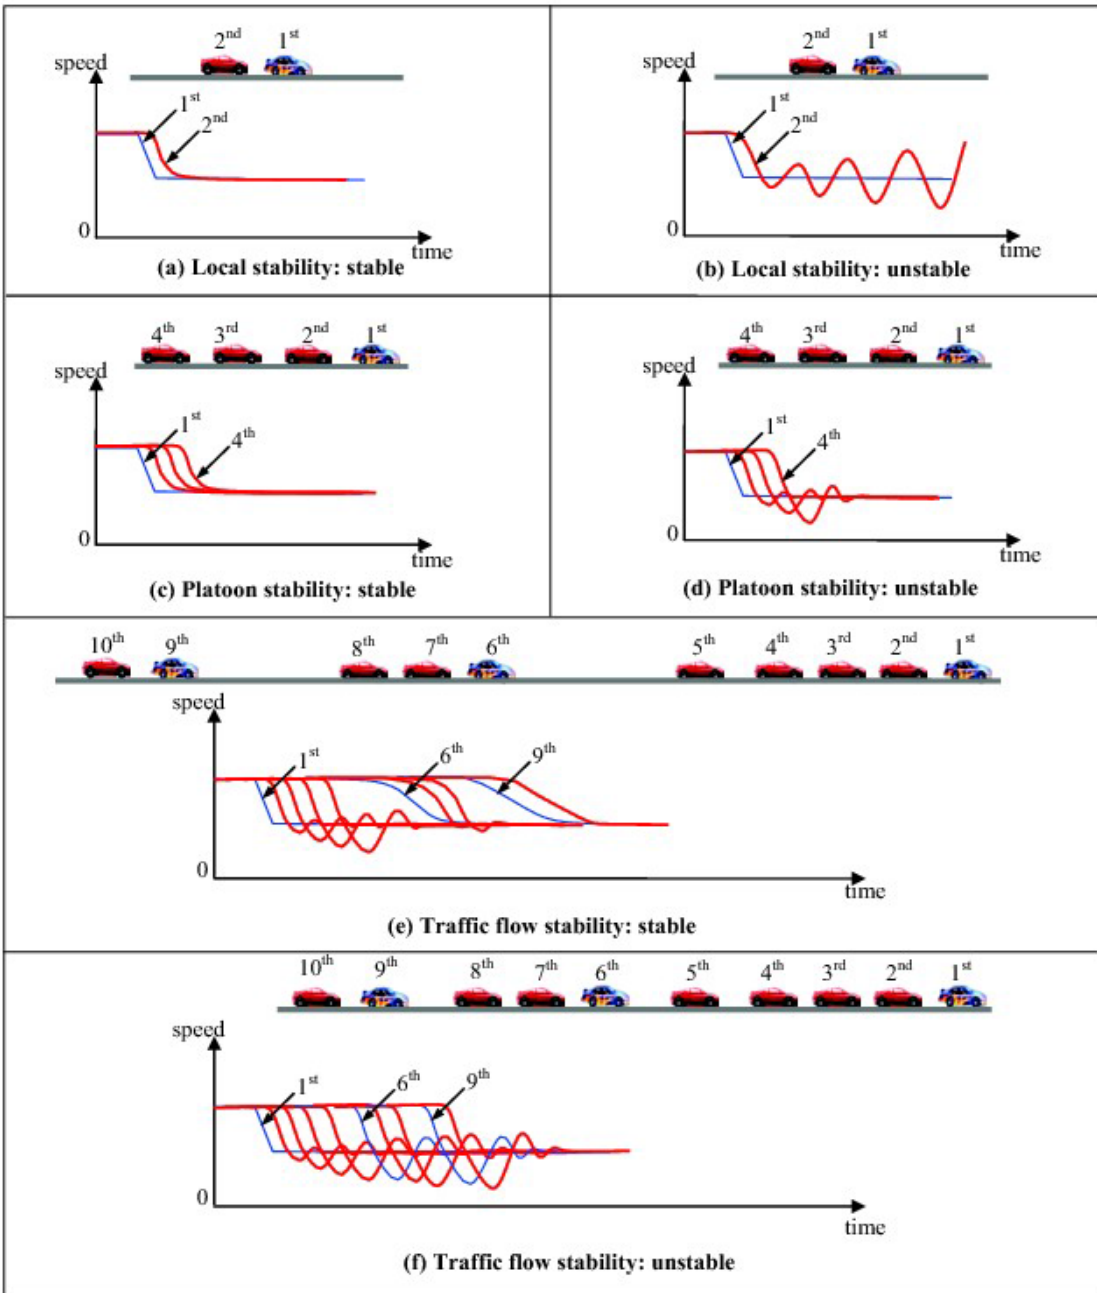 2nd 1st
speed
1st
2nd
0
time
(a) Local stability: stable
2nd 1st
speed
1st
2nd
0
time
(b) Local stability: unstable
4th 3rd 2nd 1st
speed
1st
4th
0
time
(c) Platoon stability: stable
4th 3rd 2nd 1st
speed
1st
4th
0
time
(d) Platoon stability: unstable
10th 9th 8th 7th 6th 5th 4th 3rd 2nd 1st
speed
1st 6th 9th
0
time
(e) Traffic flow stability: stable
10th 9th 8th 7th 6th 5th 4th 3rd 2nd 1st
speed
1st 6th 9th
0
time
(f) Traffic flow stability: unstable